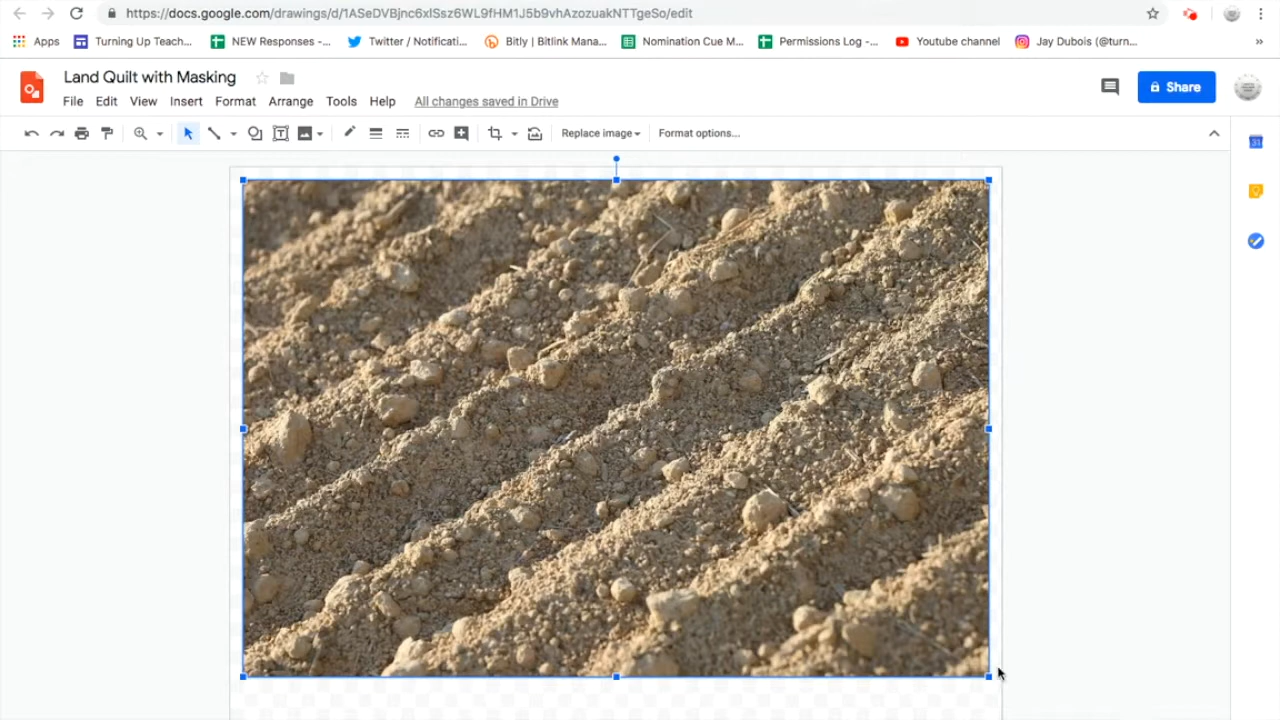 https://docs.google.com/drawings/d/1ASeDVBjnc6xISsz6WL9fHM1J5b9vhAzozuakNTTgeSo/edit
Apps Turning Up Teach... NEW Responses -... Twitter / Notificati... Bitly | Bitlink Mana... Nomination Cue M... Permissions Log -... Youtube channel Jay Dubois (@turn... »
Land Quilt with Masking
File Edit View Insert Format Arrange Tools Help All changes saved in Drive
Share
Replace image Format options...
31